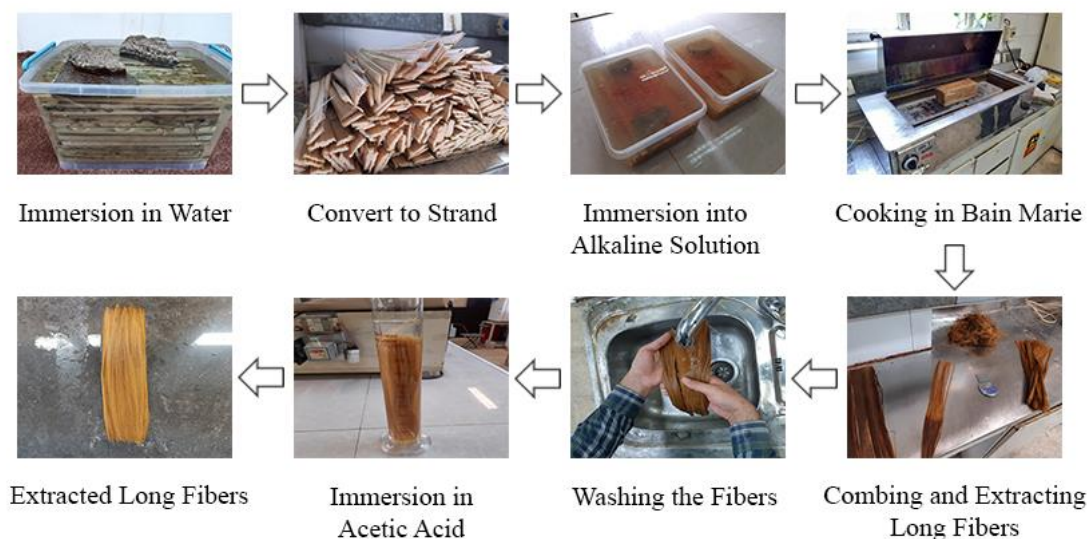 Immersion in Water
Convert to Strand
Immersion into
Alkaline Solution
Cooking in Bain Marie
Extracted Long Fibers
Immersion in
Acetic Acid
Washing the Fibers
Combing and Extracting
Long Fibers